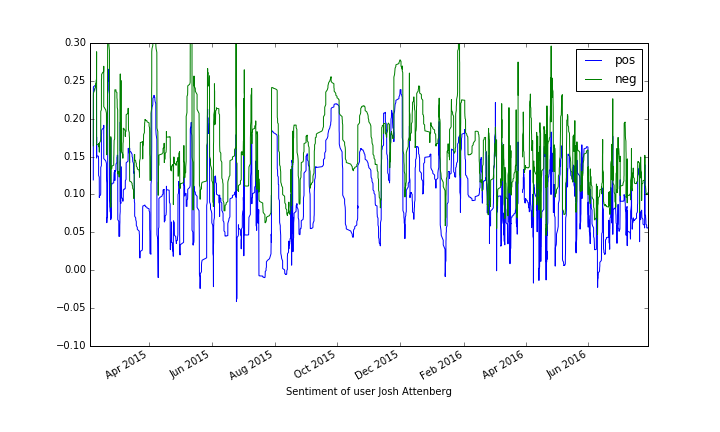 0.30
0.25
0.20
0.15
0.10
0.05
0.00
−0.05
−0.10
pos
neg
Apr 2015
Jun 2015
Aug 2015
Oct 2015
Dec 2015
Feb 2016
Apr 2016
Jun 2016
Sentiment of user Josh Attenberg